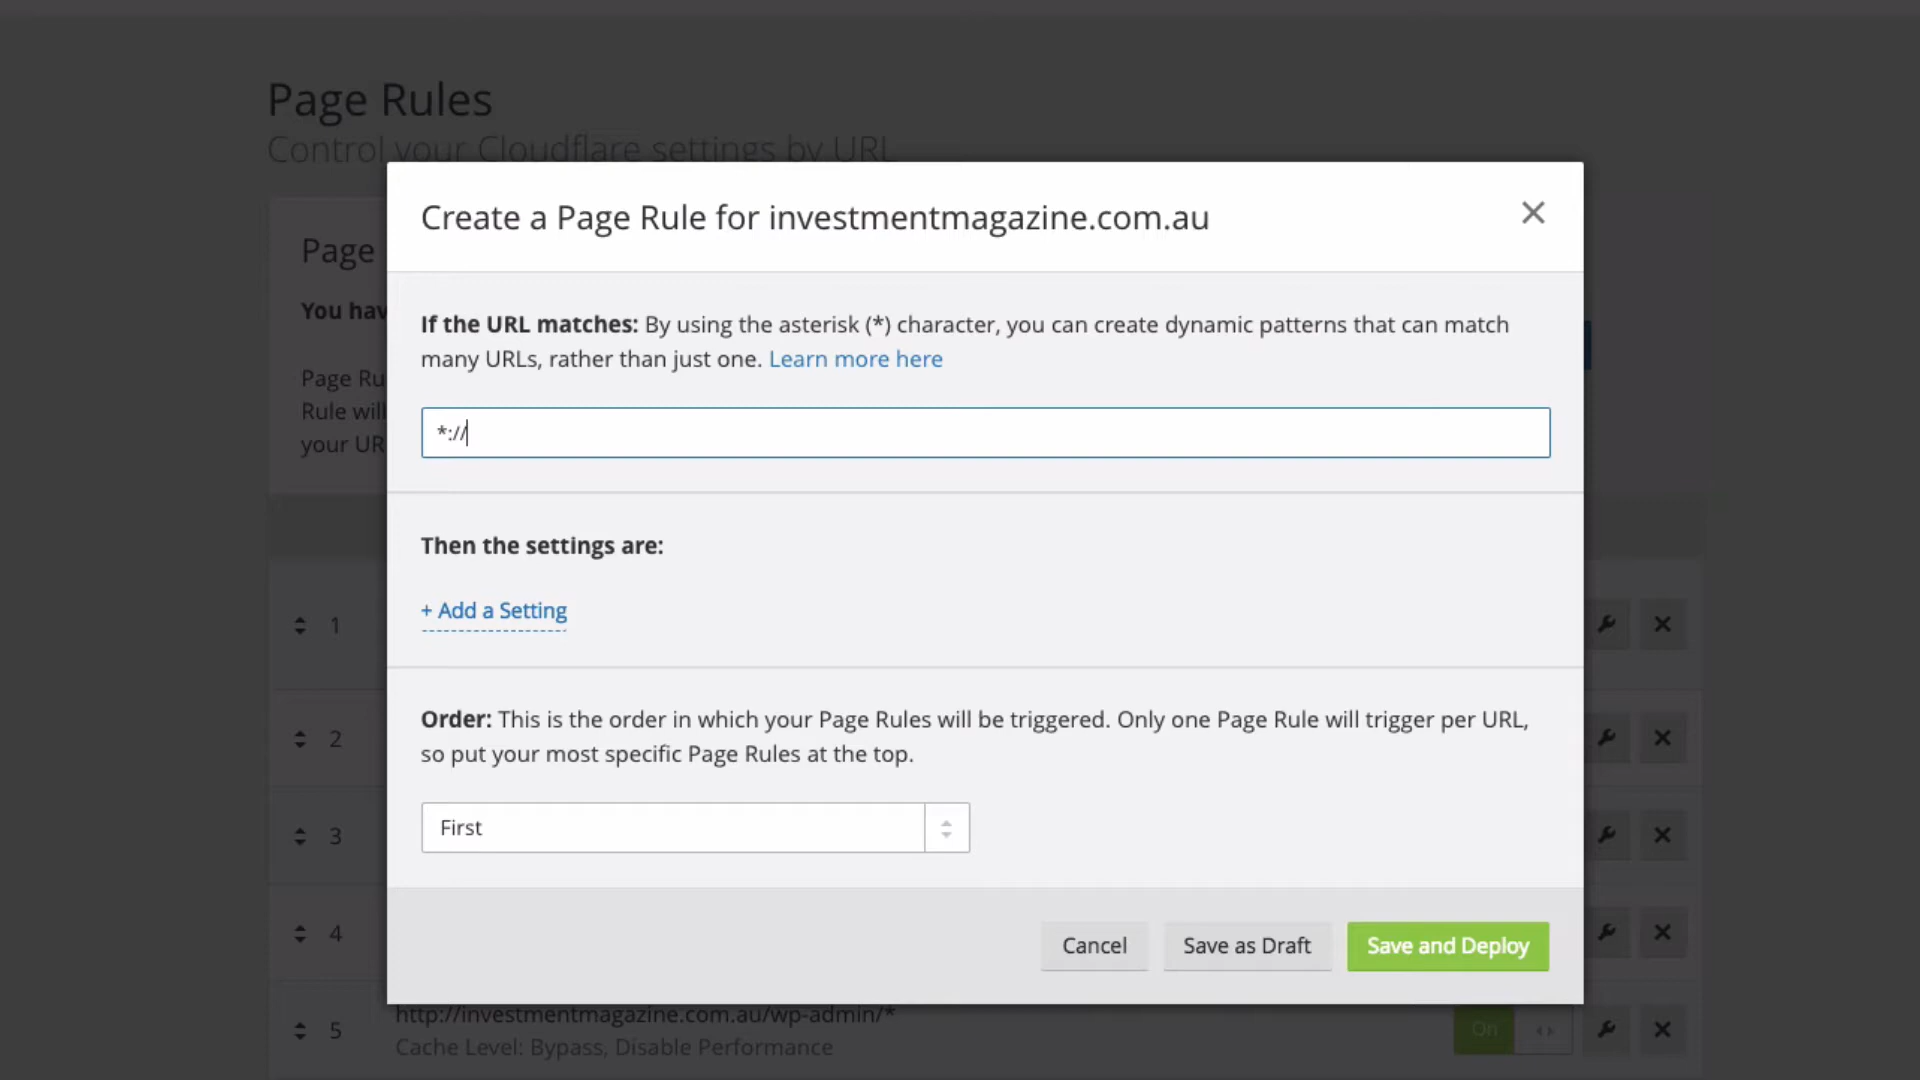 Page Rules
Control your Cloudflare settings by URL
Create a Page Rule for investmentmagazine.com.au
Page
You hav
If the URL matches: By using the asterisk (*) character, you can create dynamic patterns that can match
many URLs, rather than just one. Learn more here
Page Ru
Rule will
your UR
*://
Then the settings are:
+ Add a Setting
1
Order: This is the order in which your Page Rules will be triggered. Only one Page Rule will trigger per URL,
so put your most specific Page Rules at the top.
2
First
3
4
Cancel Save as Draft Save and Deploy
5
http://investmentmagazine.com.au/wp-admin/*
Cache Level: Bypass, Disable Performance
On